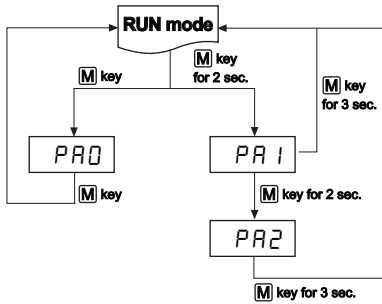 RUN mode
M key
M key
for 2 sec.
M key
for 3 sec.
PA0
PA1
M key
M key for 2 sec.
PA2
M key for 3 sec.